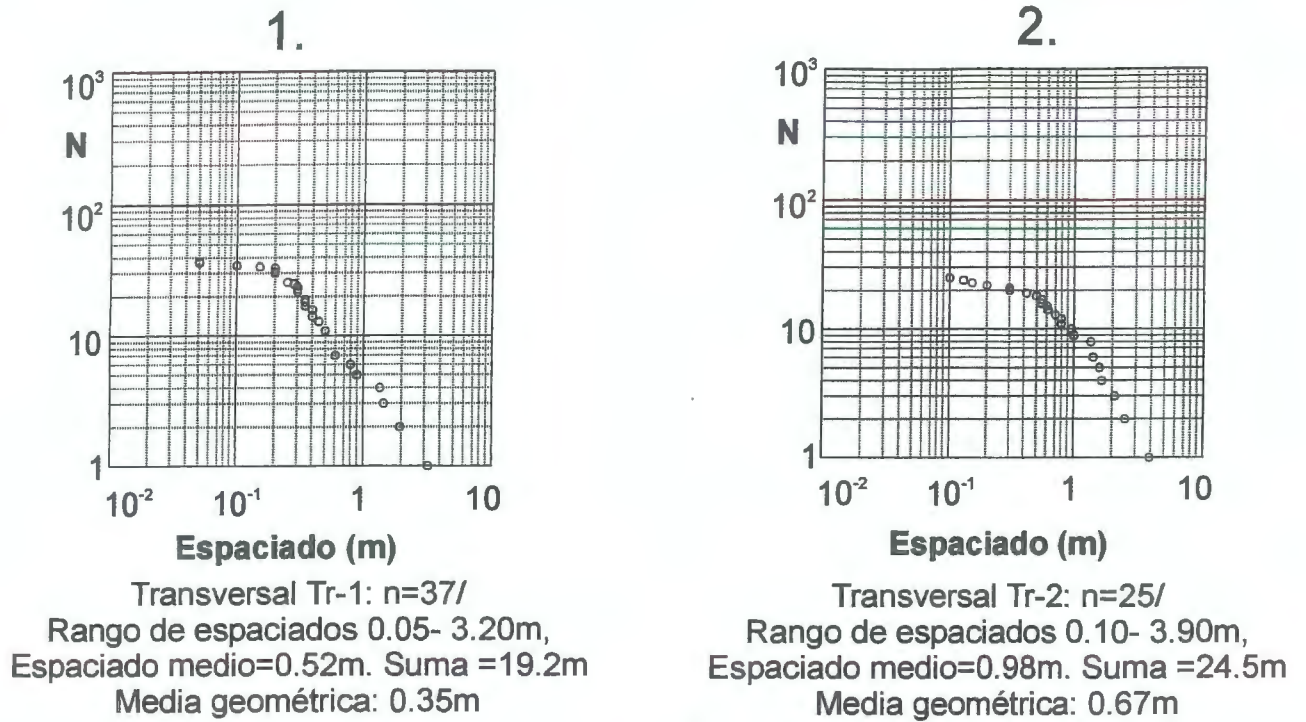 1.
10³
N
10²
10
1
10⁻²
10⁻¹
1
10
Espaciado (m)
Transversal Tr-1: n=37/
Rango de espaciados 0.05- 3.20m,
Espaciado medio=0.52m. Suma =19.2m
Media geométrica: 0.35m
2.
10³
N
10²
10
1
10⁻²
10⁻¹
1
10
Espaciado (m)
Transversal Tr-2: n=25/
Rango de espaciados 0.10- 3.90m,
Espaciado medio=0.98m. Suma =24.5m
Media geométrica: 0.67m